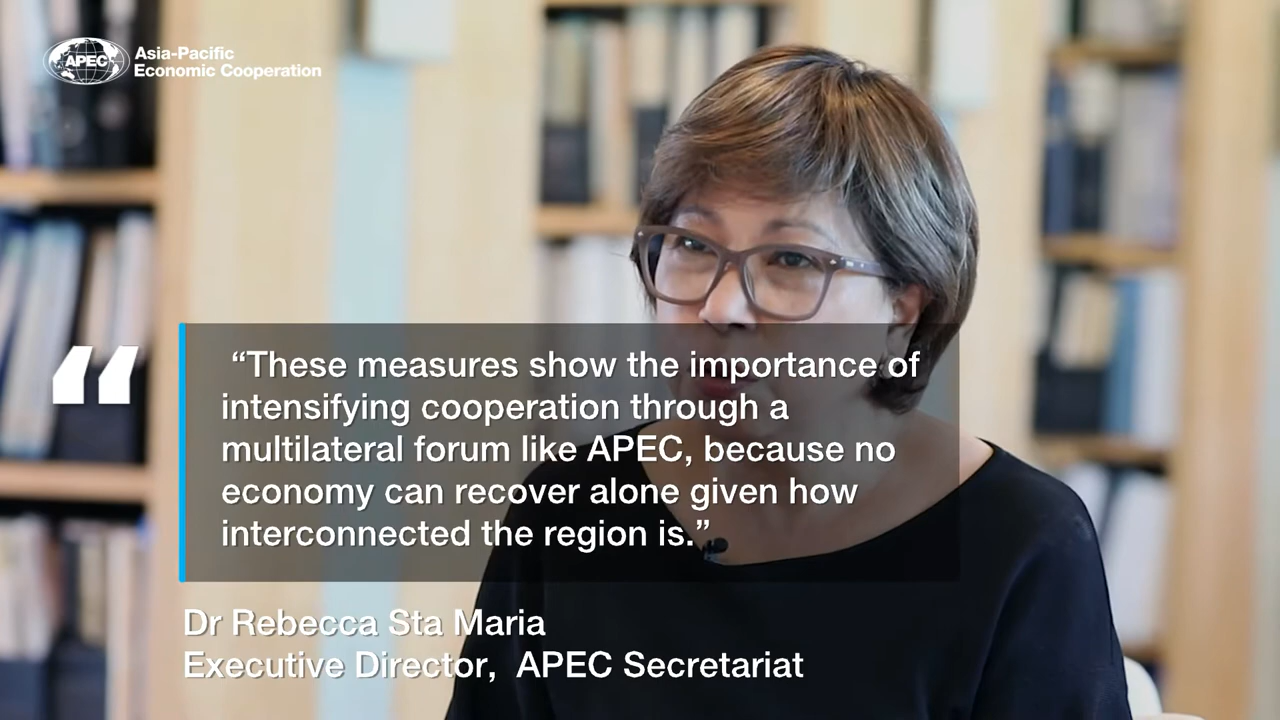 APEC
Asia-Pacific
Economic Cooperation
“These measures show the importance of
intensifying cooperation through a
multilateral forum like APEC, because no
economy can recover alone given how
interconnected the region is.”
Dr Rebecca Sta Maria
Executive Director, APEC Secretariat